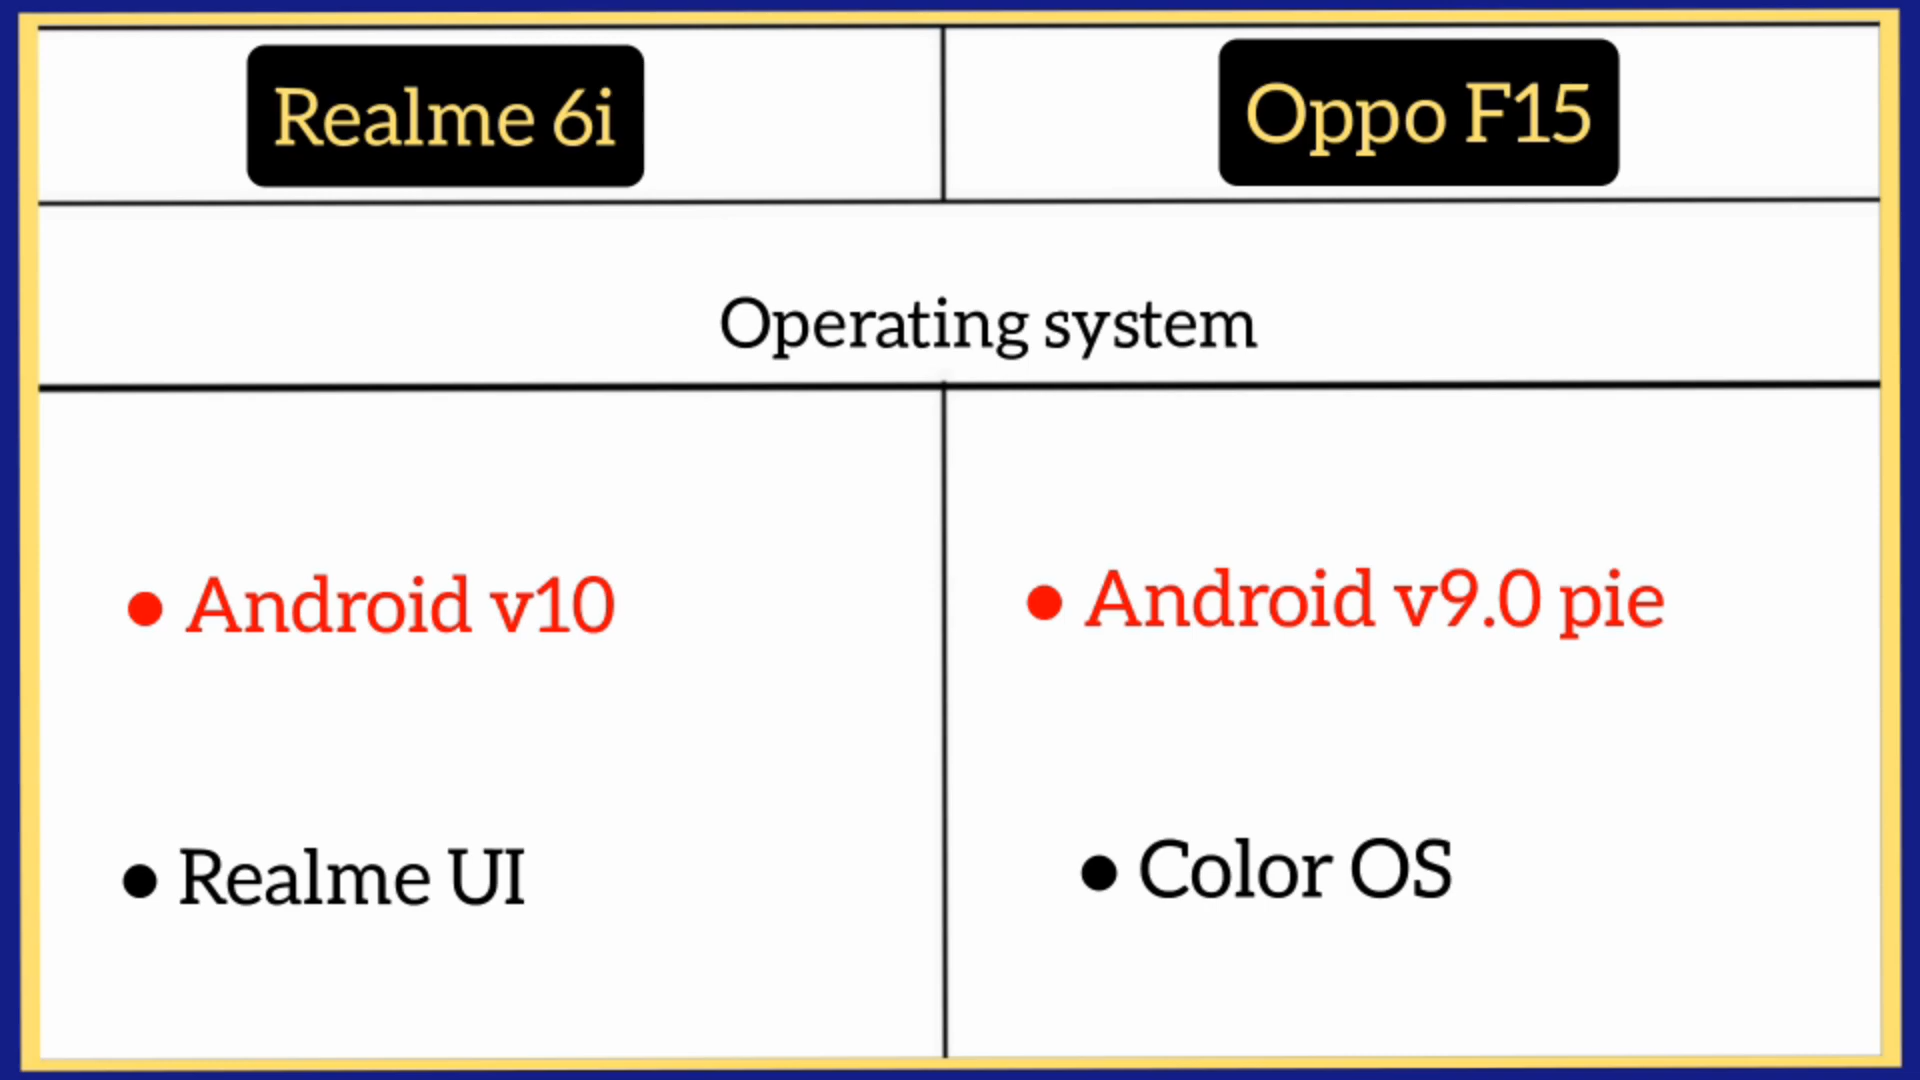 Realme 6i
Oppo F15
Operating system
• Android v10
• Android v9.0 pie
• Realme UI
• Color OS